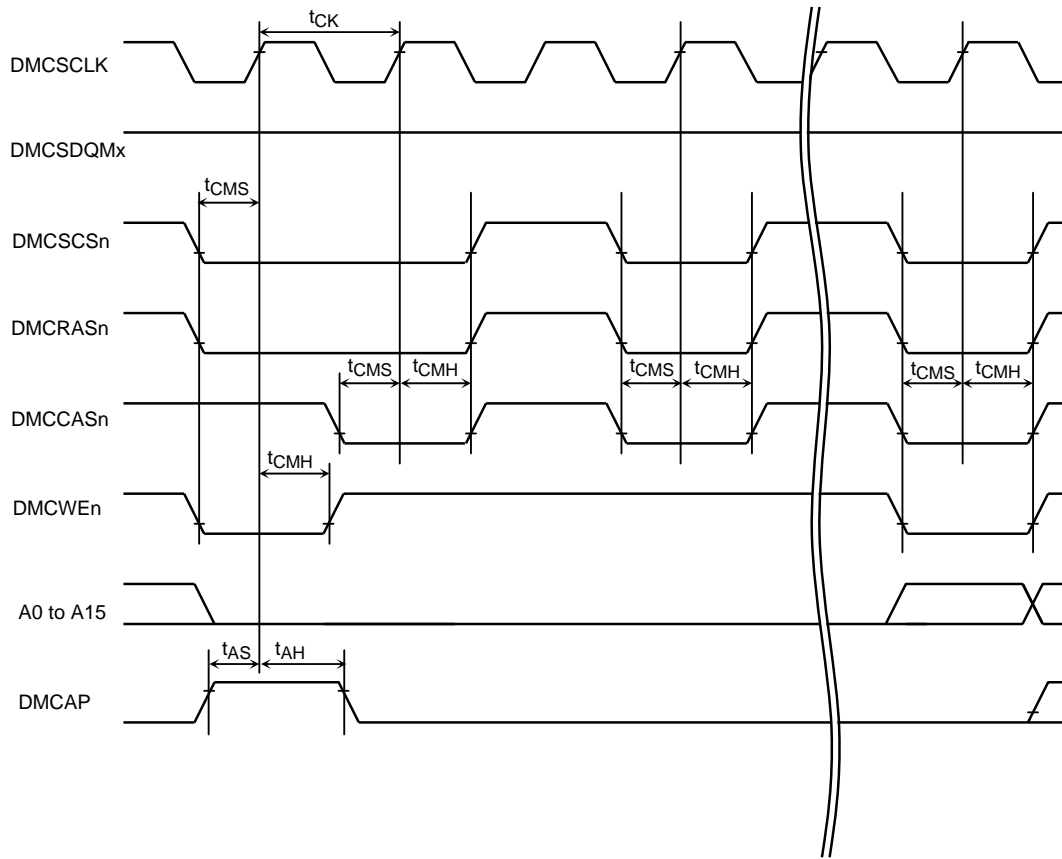 tCK
DMCSCLK
DMCSDQMx
tCMS
DMCSCSn
DMCRASn
tCMS tCMH tCMS tCMH tCMS tCMH
DMCCASn
tCMH
DMCWEn
A0 to A15
tAS tAH
DMCAP